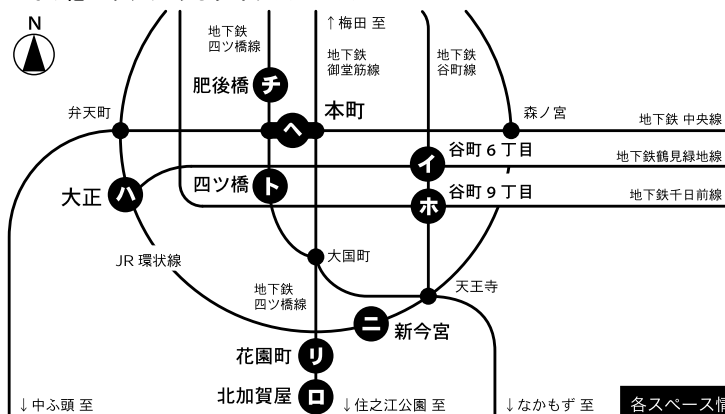 N
地下鉄
四ツ橋線
↑梅田 至
地下鉄
御堂筋線
地下鉄
谷町線
肥後橋
チ
弁天町
ヘ
本町
森ノ宮
地下鉄 中央線
イ
谷町6丁目
地下鉄鶴見緑地線
大正
ハ
四ツ橋
ト
ホ
谷町9丁目
地下鉄千日前線
JR 環状線
大国町
地下鉄
四ツ橋線
天王寺
ニ
新今宮
花園町
リ
北加賀屋
ロ
↓中ふ頭 至
↓住之江公園 至
↓なかもず 至
各スペース情